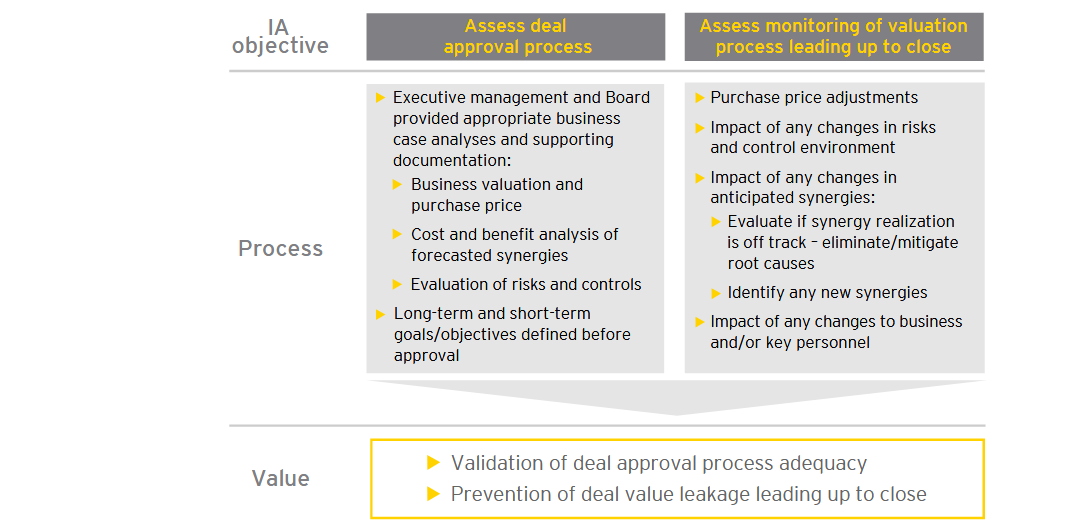 IA
objective
Assess deal
approval process
Assess monitoring of valuation
process leading up to close
Process
Executive management and Board
provided appropriate business
case analyses and supporting
documentation:
Business valuation and
purchase price
Cost and benefit analysis of
forecasted synergies
Evaluation of risks and controls
Long-term and short-term
goals/objectives defined before
approval
Purchase price adjustments
Impact of any changes in risks
and control environment
Impact of any changes in
anticipated synergies:
Evaluate if synergy realization
is off track – eliminate/mitigate
root causes
Identify any new synergies
Impact of any changes to business
and/or key personnel
Value
Validation of deal approval process adequacy
Prevention of deal value leakage leading up to close